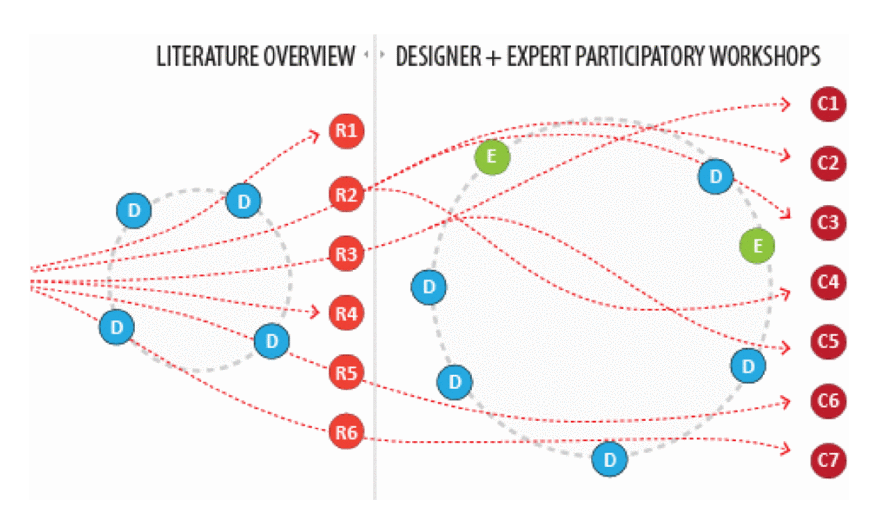 LITERATURE OVERVIEW
DESIGNER + EXPERT PARTICIPATORY WORKSHOPS
R1
R2
R3
R4
R5
R6
D
D
D
D
E
D
E
D
D
D
D
C1
C2
C3
C4
C5
C6
C7